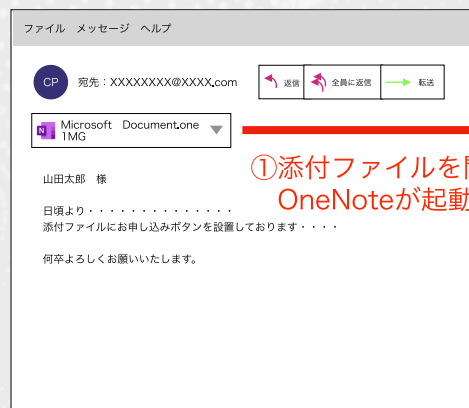 ファイル　メッセージ　ヘルプ
CP
宛先：XXXXXXXX@XXXX.com
返信
全員に返信
転送
N
Microsoft　Document.one
1MG
①添付ファイルを
OneNoteが起動
山田太郎　様
日頃より・・・・・・・・・・・・・・
添付ファイルにお申し込みボタンを設置しております・・・・
何卒よろしくお願いいたします。